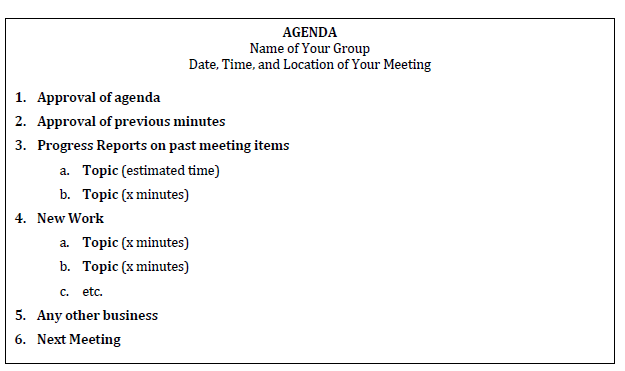 AGENDA
Name of Your Group
Date, Time, and Location of Your Meeting
1. Approval of agenda
2. Approval of previous minutes
3. Progress Reports on past meeting items
a. Topic (estimated time)
b. Topic (x minutes)
4. New Work
a. Topic (x minutes)
b. Topic (x minutes)
c. etc.
5. Any other business
6. Next Meeting